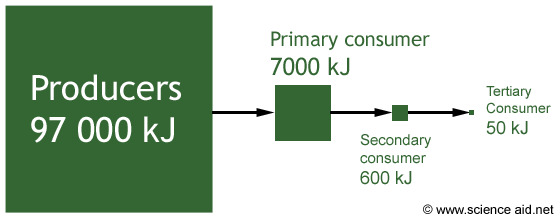 Producers
97 000 kJ
Primary consumer
7000 kJ
Secondary
consumer
600 kJ
Tertiary
Consumer
50 kJ
© www.science aid.net